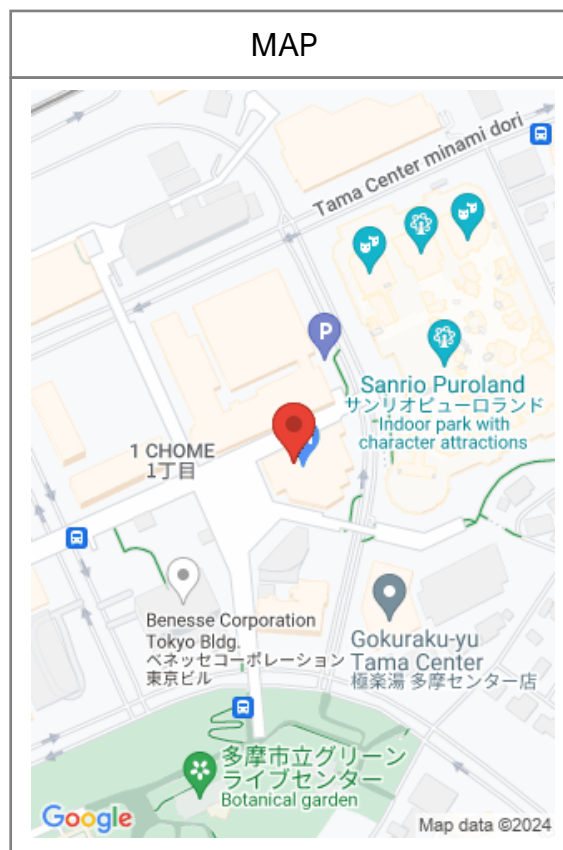 MAP
Tama Center minami dori
P
Sanrio Puroland
サンリオピューロランド
Indoor park with
character attractions
1 CHOME
1丁目
Benesse Corporation
Tokyo Bldg.
ベネッセコーポレーション
東京ビル
Gokuraku-yu
Tama Center
極楽湯 多摩センター店
多摩市立グリーン
ライブセンター
Botanical garden
Google
Map data ©2024